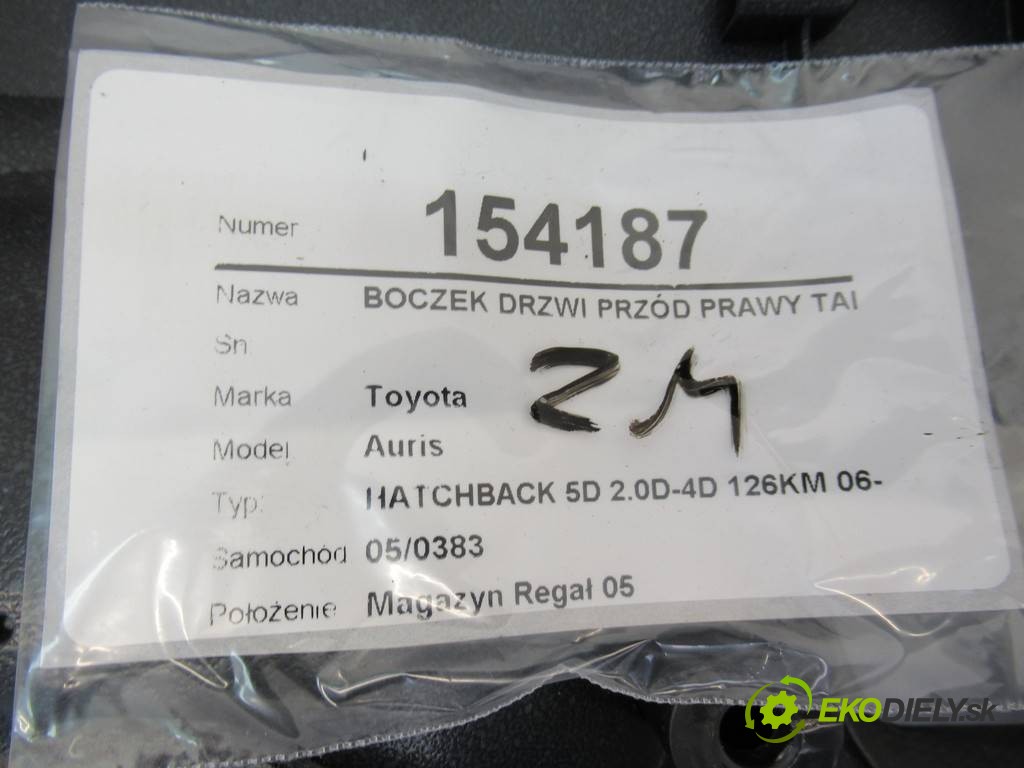 Numer 154187
Nazwa BOCZEK DRZWI PRZÓD PRAWY TAI
Sn
ZM
Marka Toyota
Model Auris
Typ: HATCHBACK 5D 2.0D-4D 126KM 06-
Samochód 05/0383
Położenie Magazyn Regał 05
EKODIELY.sk